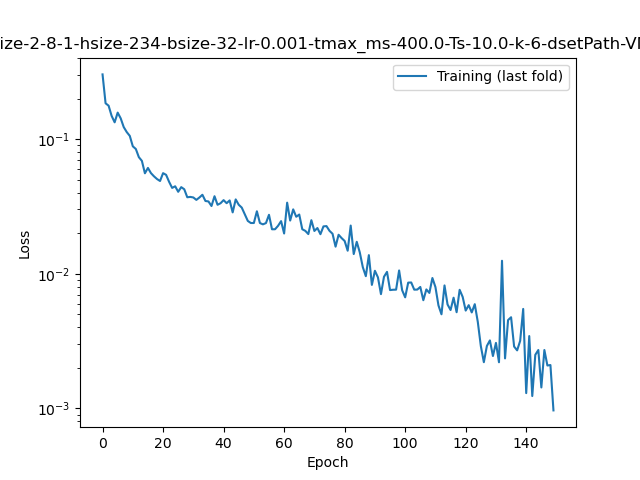 ize-2-8-1-hsize-234-bsize-32-lr-0.001-tmax_ms-400.0-Ts-10.0-k-6-dsetPath-VI
Training (last fold)
10⁻¹
10⁻²
10⁻³
Loss
0 20 40 60 80 100 120 140
Epoch